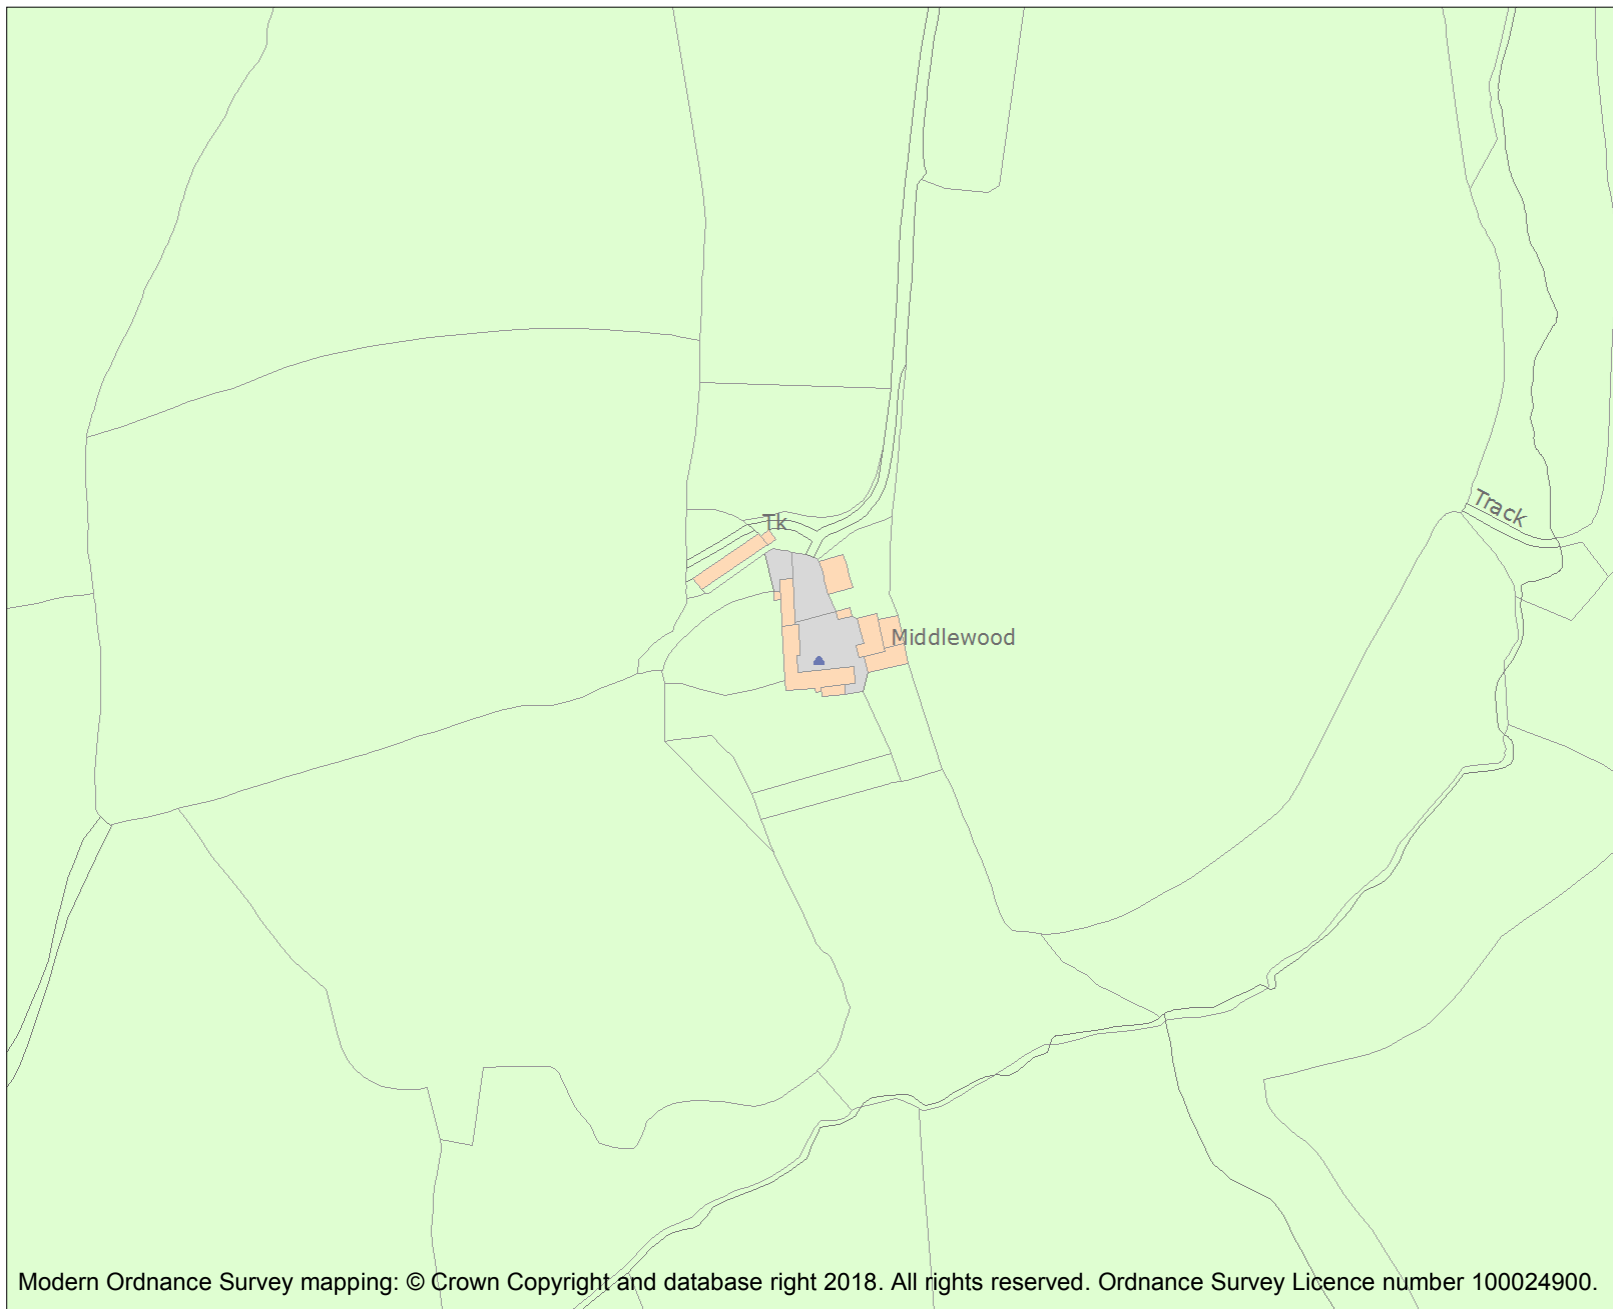 Track
Tk
Middlewood
Modern Ordnance Survey mapping: © Crown Copyright and database right 2018. All rights reserved. Ordnance Survey Licence number 100024900.